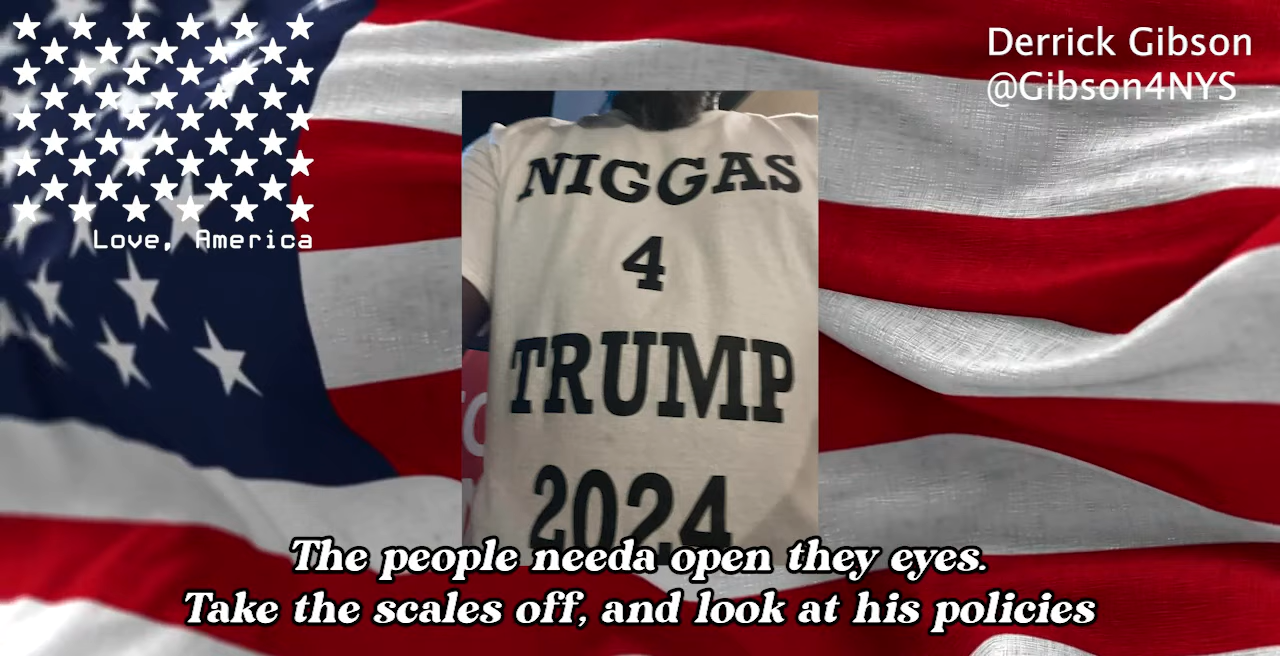 Love, America
Derrick Gibson
@Gibson4NYS
NIGGAS
4
TRUMP
2024
The people needa open they eyes.
Take the scales off, and look at his policies